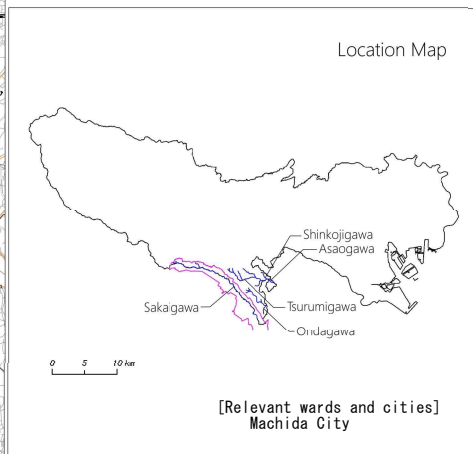 Location Map
Shinkojigawa
Asaogawa
Sakaigawa
Tsurumigawa
Ondagawa
0 5 10 km
[Relevant wards and cities]
Machida City